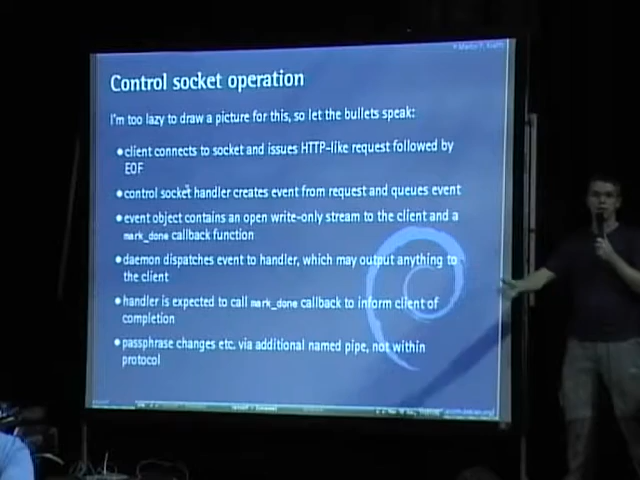 Control socket operation
I'm too lazy to draw a picture for this, so let the bullets speak:
•client connects to socket and issues HTTP-like request followed by
EOF
•control socket handler creates event from request and queues event
•event object contains an open write-only stream to the client and a
mark_done callback function
•daemon dispatches event to handler, which may output anything to
the client
•handler is expected to call mark_done callback to inform client of
completion
•passphrase changes etc. via additional named pipe, not within
protocol